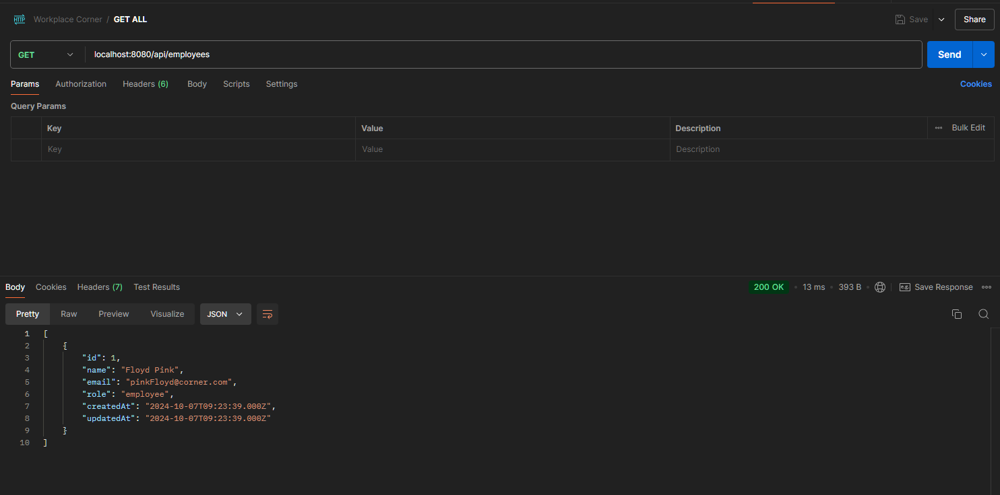 HTTP Workplace Corner / GET ALL Save Share
GET localhost:8080/api/employees Send
Params Authorization Headers (6) Body Scripts Settings Cookies
Query Params
Key Value Description Bulk Edit
Key Value Description
Body Cookies Headers (7) Test Results 200 OK • 13 ms • 393 B • e.g. Save Response
Pretty Raw Preview Visualize JSON
1 [
2 {
3 "id": 1,
4 "name": "Floyd Pink",
5 "email": "pinkFloyd@corner.com",
6 "role": "employee",
7 "createdAt": "2024-10-07T09:23:39.000Z",
8 "updatedAt": "2024-10-07T09:23:39.000Z"
9 }
10 ]